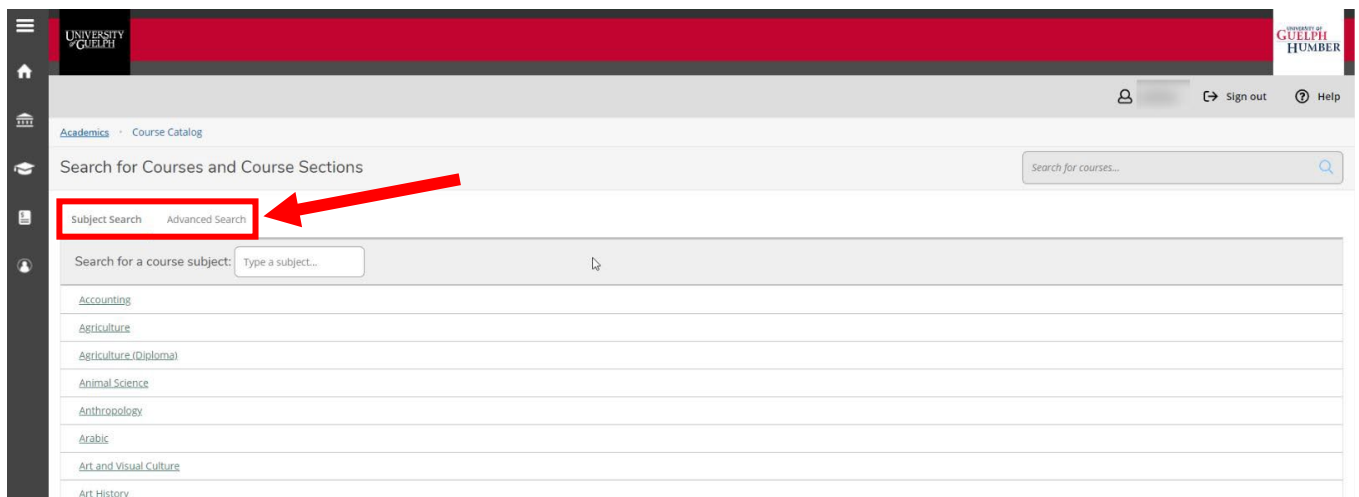 UNIVERSITY
of GUELPH
UNIVERSITY OF
GUELPH
HUMBER
Sign out
Help
Academics · Course Catalog
Search for Courses and Course Sections
Search for courses...
Subject Search Advanced Search
Search for a course subject: Type a subject...
Accounting
Agriculture
Agriculture (Diploma)
Animal Science
Anthropology
Arabic
Art and Visual Culture
Art History